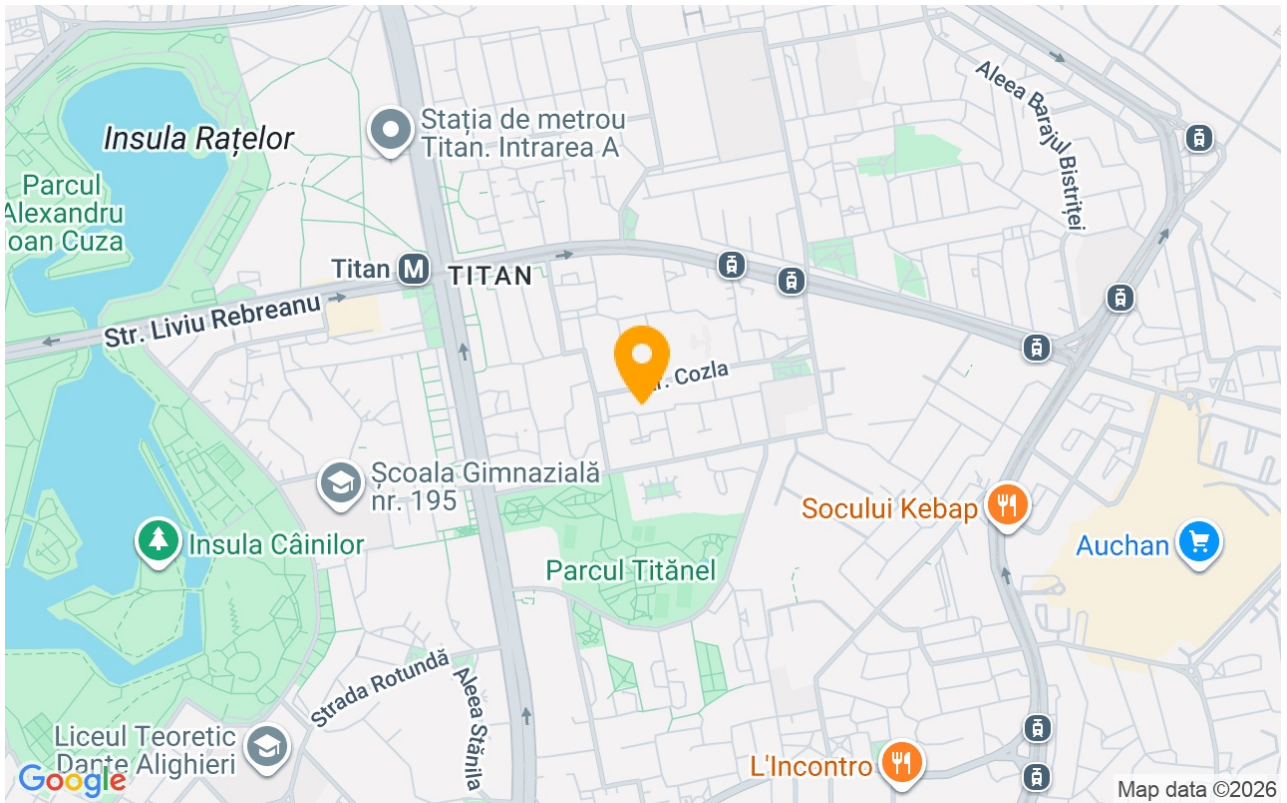 Insula Rațelor
Stația de metrou
Titan. Intrarea A
Aleea Barajul Bistriței
Parcul
Alexandru
Ioan Cuza
Titan
M
TITAN
Str. Liviu Rebreanu
Str. Cozla
Școala Gimnazială
nr. 195
Socului Kebap
Insula Câinilor
Auchan
Parcul Titănel
Strada Rotundă
Aleea Stănila
Liceul Teoretic
Dante Alighieri
L'Incontro
Google
Map data ©2026